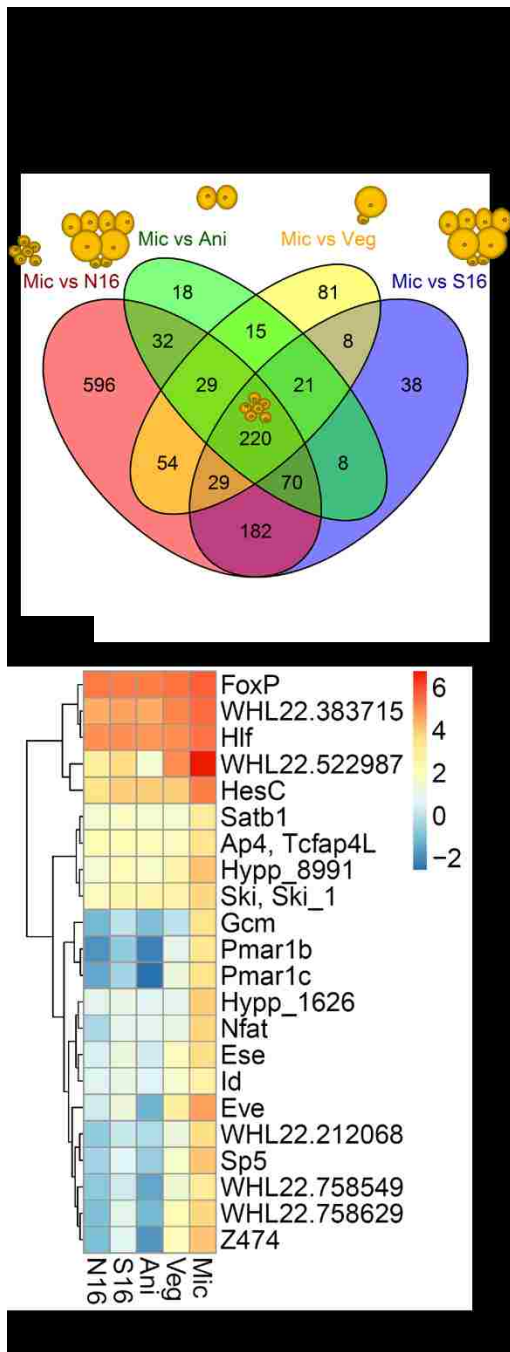 Mic vs Ani
Mic vs Veg
Mic vs N16
Mic vs S16
18
81
15
32
8
596
29
21
38
220
54
8
29
70
182
FoxP
WHL22.383715
Hlf
WHL22.522987
HesC
Satb1
Ap4, Tcfap4L
Hypp_8991
Ski, Ski_1
Gcm
Pmar1b
Pmar1c
Hypp_1626
Nfat
Ese
Id
Eve
WHL22.212068
Sp5
WHL22.758549
WHL22.758629
Z474
6
4
2
0
−2
N16
S16
Ani
Veg
Mic